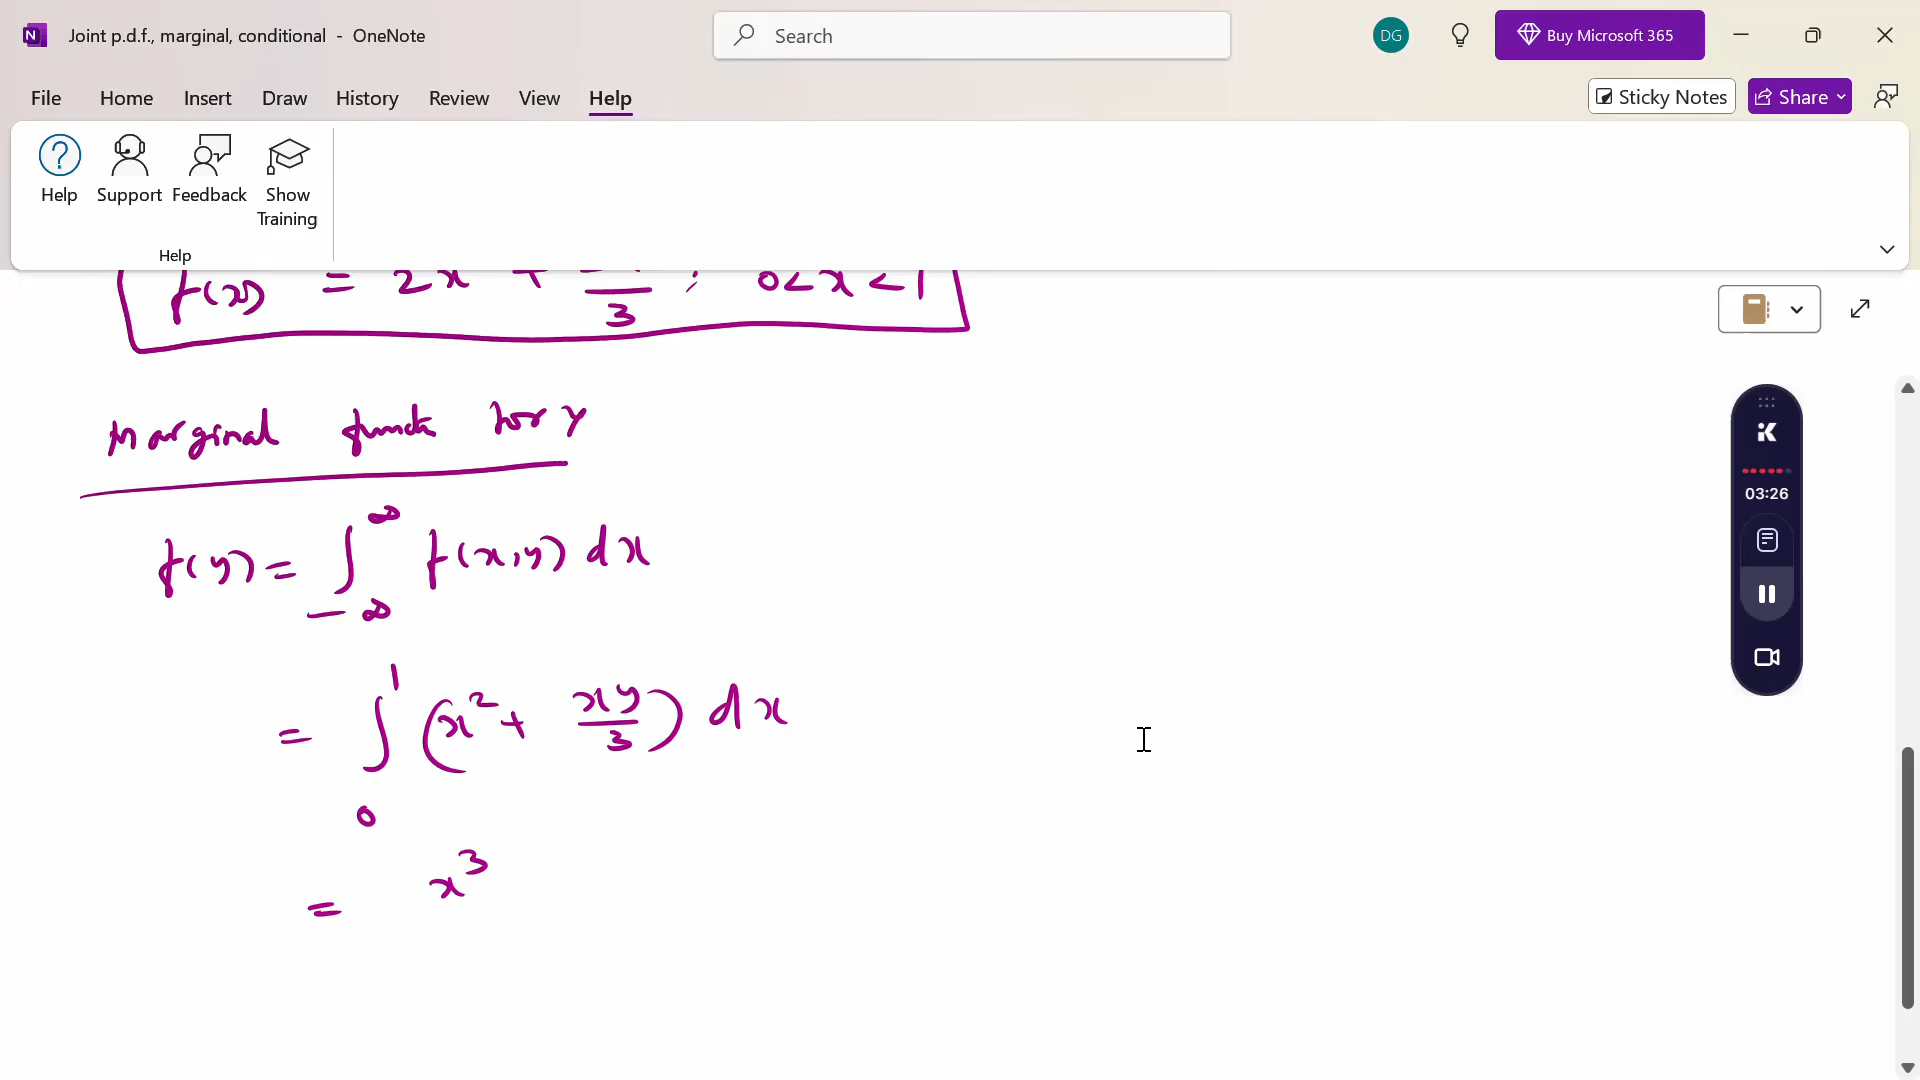 Joint p.d.f., marginal, conditional - OneNote
Search
DG
Buy Microsoft 365
File Home Insert Draw History Review View Help
Sticky Notes
Share
Help Support Feedback Show Training
Help
f(x) = 2x + /3 ; 0<x<1
Marginal funct for y
f(y) = ∫_{-∞}^{∞} f(x,y) dx
= ∫_0^1 (x² + xy/3) dx
= x³
03:26